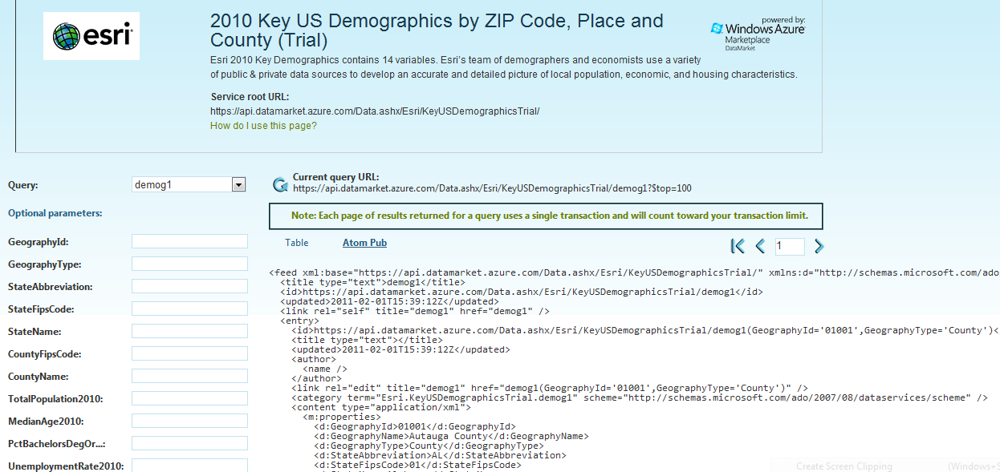 esri
2010 Key US Demographics by ZIP Code, Place and
County (Trial)
powered by:
Windows Azure
Marketplace
DataMarket
Esri 2010 Key Demographics contains 14 variables. Esri's team of demographers and economists use a variety
of public & private data sources to develop an accurate and detailed picture of local population, economic, and housing characteristics.
Service root URL:
https://api.datamarket.azure.com/Data.ashx/Esri/KeyUSDemographicsTrial/
How do I use this page?
Query:
demog1
Optional parameters:
GeographyId:
GeographyType:
StateAbbreviation:
StateFipsCode:
StateName:
CountyFipsCode:
CountyName:
TotalPopulation2010:
MedianAge2010:
PctBachelorsDegOr...:
UnemploymentRate2010:
Current query URL:
https://api.datamarket.azure.com/Data.ashx/Esri/KeyUSDemographicsTrial/demog1?$top=100
Note: Each page of results returned for a query uses a single transaction and will count toward your transaction limit.
Table Atom Pub
1
<feed xml:base="https://api.datamarket.azure.com/Data.ashx/Esri/KeyUSDemographicsTrial/" xmlns:d="http://schemas.microsoft.com/ado
<title type="text">demog1</title>
<id>https://api.datamarket.azure.com/Data.ashx/Esri/KeyUSDemographicsTrial/demog1</id>
<updated>2011-02-01T15:39:12Z</updated>
<link rel="self" title="demog1" href="demog1" />
<entry>
<id>https://api.datamarket.azure.com/Data.ashx/Esri/KeyUSDemographicsTrial/demog1(GeographyId='01001',GeographyType='County')<
<title type="text"></title>
<updated>2011-02-01T15:39:12Z</updated>
<author>
<name />
</author>
<link rel="edit" title="demog1" href="demog1(GeographyId='01001',GeographyType='County')" />
<category term="Esri.KeyUSDemographicsTrial.demog1" scheme="http://schemas.microsoft.com/ado/2007/08/dataservices/scheme" />
<content type="application/xml">
<m:properties>
<d:GeographyId>01001</d:GeographyId>
<d:GeographyName>Autauga County</d:GeographyName>
<d:GeographyType>County</d:GeographyType>
<d:StateAbbreviation>AL</d:StateAbbreviation>
<d:StateFipsCode>01</d:StateFipsCode>
Create Screen Clipping (Windows+S